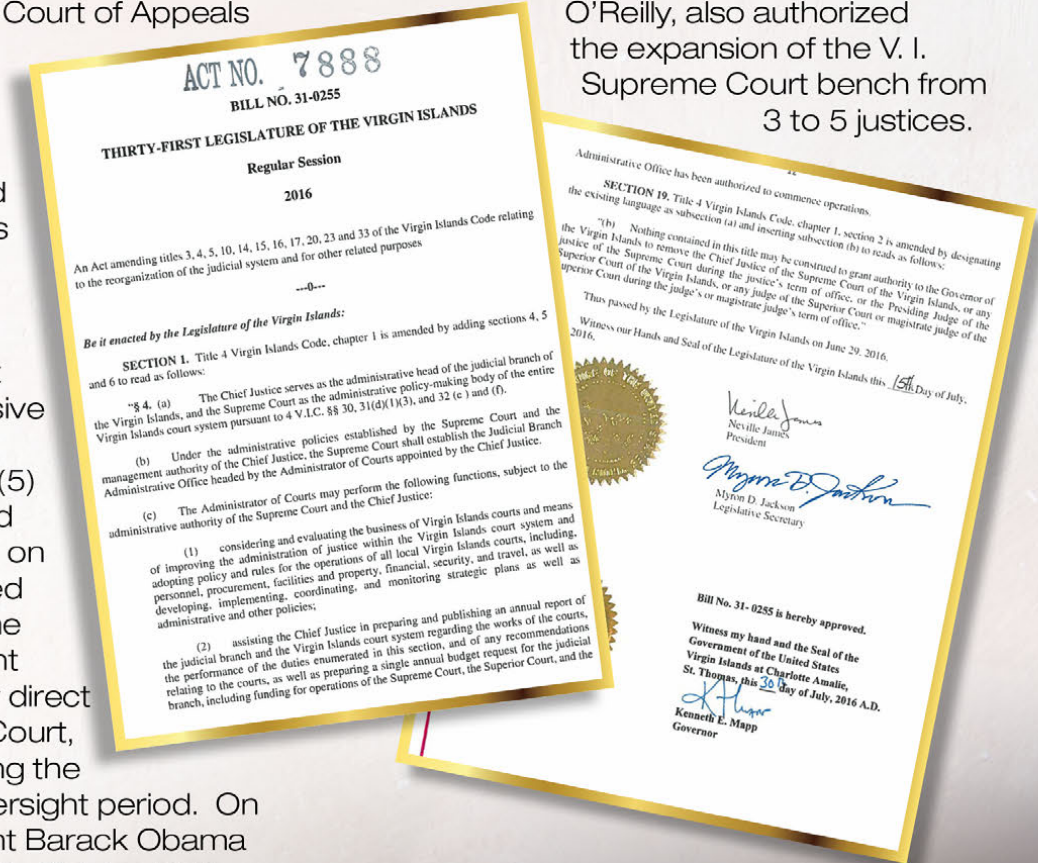 Court of Appeals
d
s
sive
(5)
d
on
ed
ne
nt
direct
Court,
ng the
ersight period. On
nt Barack Obama
O'Reilly, also authorized
the expansion of the V. I.
Supreme Court bench from
3 to 5 justices.
ACT NO. 7888
BILL NO. 31-0255
THIRTY-FIRST LEGISLATURE OF THE VIRGIN ISLANDS
Regular Session
2016
An Act amending titles 3, 4, 5, 10, 14, 15, 16, 17, 20, 23 and 33 of the Virgin Islands Code relating
to the reorganization of the judicial system and for other related purposes
---0---
Be it enacted by the Legislature of the Virgin Islands:
SECTION 1. Title 4 Virgin Islands Code, chapter 1 is amended by adding sections 4, 5
and 6 to read as follows:
"§ 4. (a) The Chief Justice serves as the administrative head of the judicial branch of
the Virgin Islands, and the Supreme Court as the administrative policy-making body of the entire
Virgin Islands court system pursuant to 4 V.I.C. §§ 30, 31(d)(1)(3), and 32 (c ) and (f).
(b) Under the administrative policies established by the Supreme Court and the
management authority of the Chief Justice, the Supreme Court shall establish the Judicial Branch
Administrative Office headed by the Administrator of Courts appointed by the Chief Justice.
(c) The Administrator of Courts may perform the following functions, subject to the
administrative authority of the Supreme Court and the Chief Justice:
(1) considering and evaluating the business of Virgin Islands courts and means
of improving the administration of justice within the Virgin Islands court system and
adopting policy and rules for the operations of all local Virgin Islands courts, including,
personnel, procurement, facilities and property, financial, security, and travel, as well as
developing, implementing, coordinating, and monitoring strategic plans as well as
administrative and other policies;
(2) assisting the Chief Justice in preparing and publishing an annual report of
the judicial branch and the Virgin Islands court system regarding the works of the courts,
the performance of the duties enumerated in this section, and of any recommendations
relating to the courts, as well as preparing a single annual budget request for the judicial
branch, including funding for operations of the Supreme Court, the Superior Court, and the
Administrative Office has been authorized to commence operations.
SECTION 19. Title 4 Virgin Islands Code, chapter 1, section 2 is amended by designating
the existing language as subsection (a) and inserting subsection (b) to reads as follows:
"(b) Nothing contained in this title may be construed to grant authority to the Governor of
the Virgin Islands to remove the Chief Justice of the Supreme Court of the Virgin Islands, or any
justice of the Supreme Court during the justice's term of office, or the Presiding Judge of the
Superior Court of the Virgin Islands, or any judge of the Superior Court or magistrate judge of the
superior Court during the judge's or magistrate judge's term of office."
Thus passed by the Legislature of the Virgin Islands on June 29, 2016.
Witness our Hands and Seal of the Legislature of the Virgin Islands this 15th Day of July,
2016.
Neville James
Neville James
President
Myron D. Jackson
Myron D. Jackson
Legislative Secretary
Bill No. 31- 0255 is hereby approved.
Witness my hand and the Seal of the
Government of the United States
Virgin Islands at Charlotte Amalie,
St. Thomas, this 30 day of July, 2016 A.D.
Kenneth E. Mapp
Governor